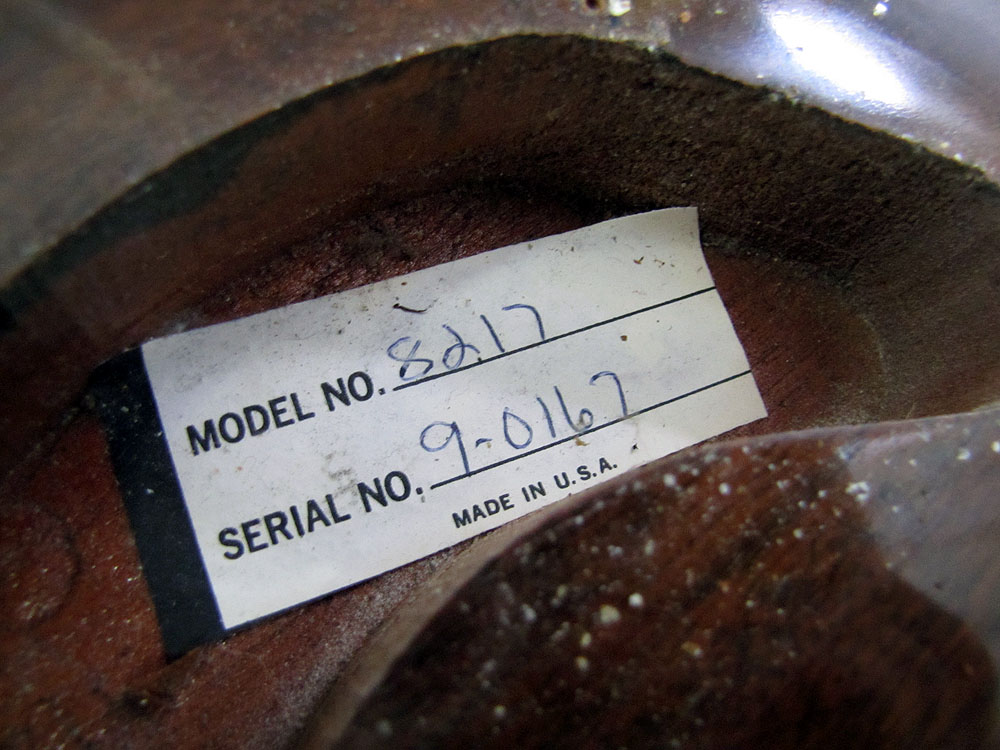 MODEL NO. 8217
SERIAL NO. 9-0167
MADE IN U.S.A.